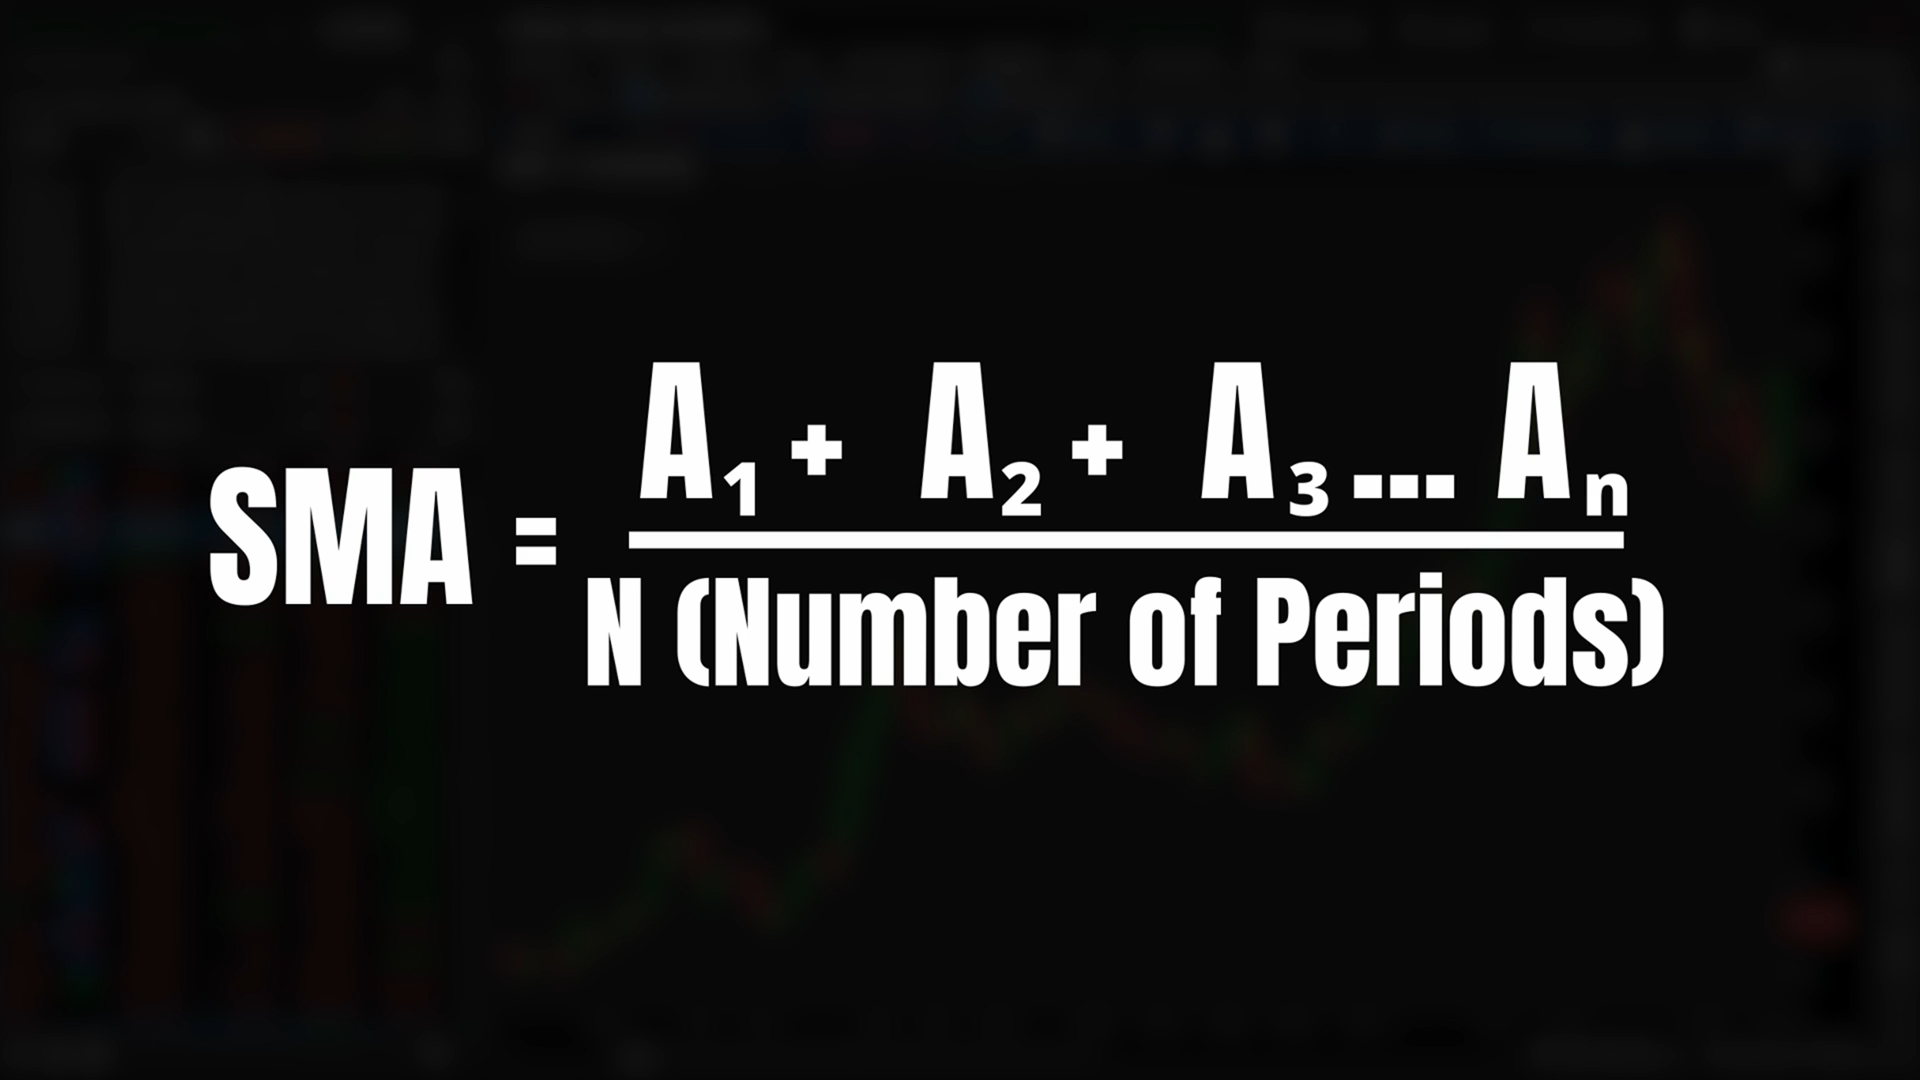 SMA = A₁ + A₂ + A₃ ... Aₙ
N (Number of Periods)